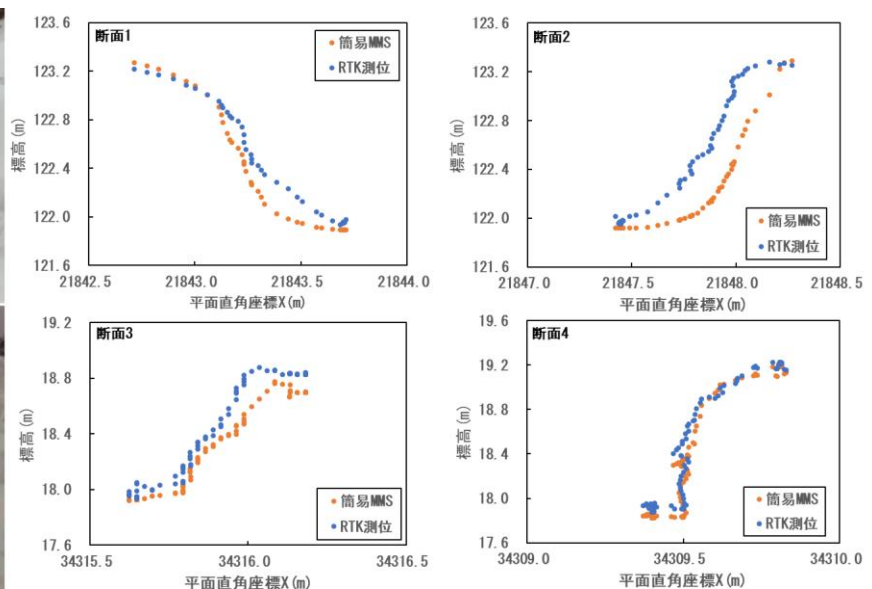 断面1
簡易MMS
RTK測位
標高(m)
123.6
123.2
122.8
122.4
122.0
121.6
21842.5
21843.0
21843.5
21844.0
平面直角座標X(m)
断面2
簡易MMS
RTK測位
標高(m)
123.6
123.2
122.8
122.4
122.0
121.6
21847.0
21847.5
21848.0
21848.5
平面直角座標X(m)
断面3
簡易MMS
RTK測位
標高(m)
19.2
18.8
18.4
18.0
17.6
34315.5
34316.0
34316.5
平面直角座標X(m)
断面4
簡易MMS
RTK測位
標高(m)
19.6
19.2
18.8
18.4
18.0
17.6
34309.0
34309.5
34310.0
平面直角座標X(m)